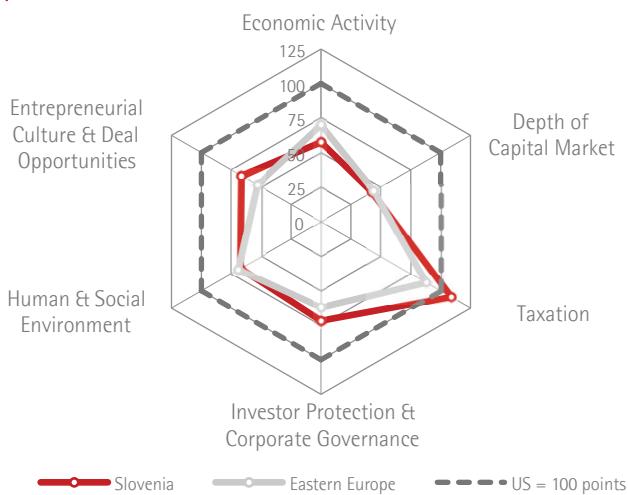 Economic Activity
125
100
75
50
25
0
Entrepreneurial
Culture & Deal
Opportunities
Depth of
Capital Market
Human & Social
Environment
Taxation
Investor Protection &
Corporate Governance
Slovenia
Eastern Europe
US = 100 points